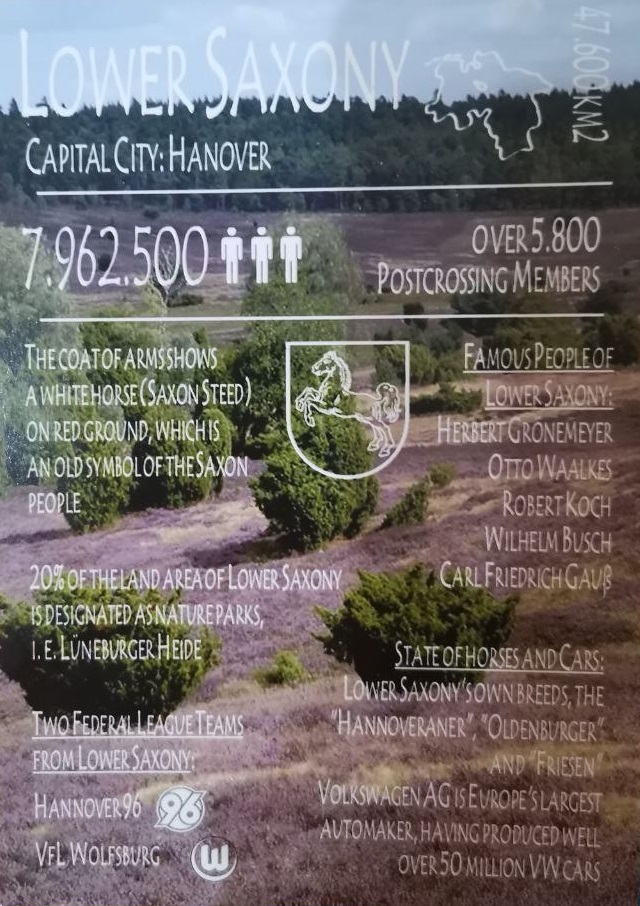 LOWER SAXONY
47.600 KM2
CAPITAL CITY: HANOVER
7.962.500
OVER 5.800
POSTCROSSING MEMBERS
THE COAT OF ARMS SHOWS
A WHITE HORSE (SAXON STEED)
ON RED GROUND, WHICH IS
AN OLD SYMBOL OF THE SAXON
PEOPLE
FAMOUS PEOPLE OF
LOWER SAXONY:
HERBERT GRÖNEMEYER
OTTO WAALKES
ROBERT KOCH
WILHELM BUSCH
CARL FRIEDRICH GAUß
20% OF THE LAND AREA OF LOWER SAXONY
IS DESIGNATED AS NATURE PARKS,
I. E. LÜNEBURGER HEIDE
STATE OF HORSES AND CARS:
LOWER SAXONY'S OWN BREEDS, THE
"HANNOVERANER", "OLDENBURGER"
AND "FRIESEN"
VOLKSWAGEN AG IS EUROPE'S LARGEST
AUTOMAKER, HAVING PRODUCED WELL
OVER 50 MILLION VW CARS
TWO FEDERAL LEAGUE TEAMS
FROM LOWER SAXONY:
HANNOVER 96
96
VFL WOLFSBURG
W